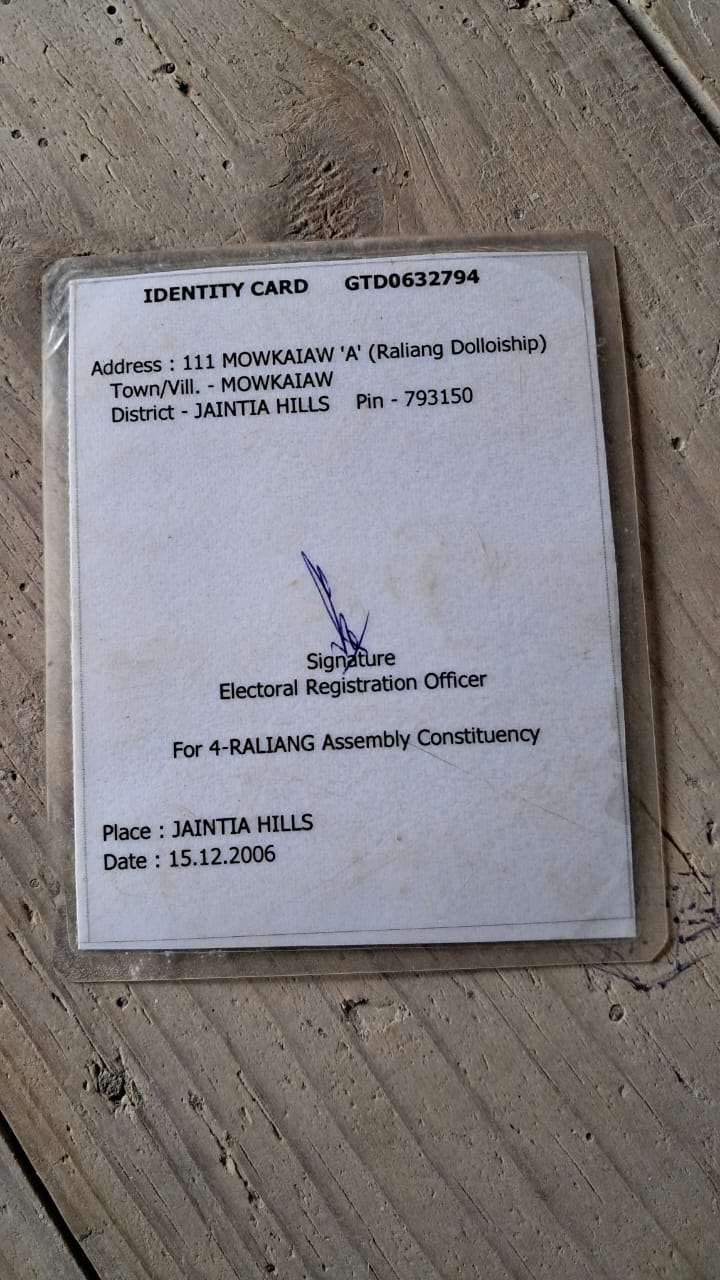 IDENTITY CARD GTD0632794
Address : 111 MOWKAIAW 'A' (Raliang Dolloiship)
Town/Vill. - MOWKAIAW
District - JAINTIA HILLS Pin - 793150
Signature
Electoral Registration Officer
For 4-RALIANG Assembly Constituency
Place : JAINTIA HILLS
Date : 15.12.2006